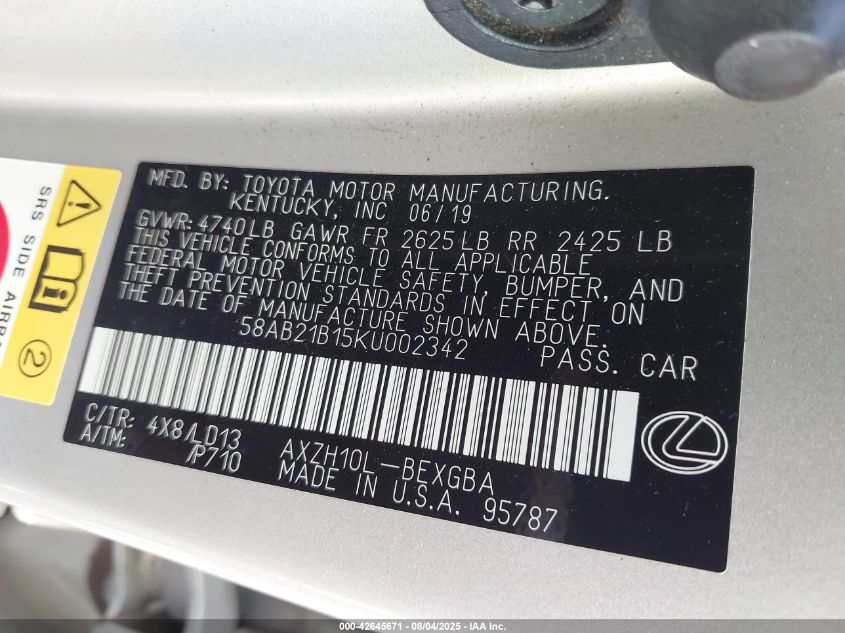 MFD. BY: TOYOTA MOTOR MANUFACTURING.
KENTUCKY, INC 06/19
GVWR: 4740LB GAWR FR 2625LB RR 2425 LB
THIS VEHICLE CONFORMS TO ALL APPLICABLE
FEDERAL MOTOR VEHICLE SAFETY, BUMPER, AND
THEFT PREVENTION STANDARDS IN EFFECT ON
THE DATE OF MANUFACTURE SHOWN ABOVE.
58AB21B15KU002342 PASS. CAR
C/TR: 4X8/LD13 AXZH10L-BEXGBA
A/TM: /P710 MADE IN U.S.A. 95787
SRS SIDE
2
000-42645671 - 08/04/2025 - IAA Inc.